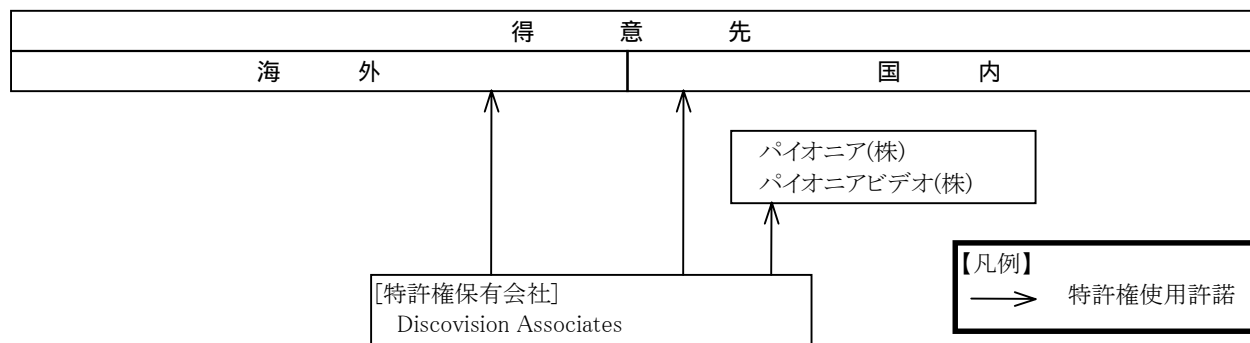 得意先
海外 国内
パイオニア(株)
パイオニアビデオ(株)
[特許権保有会社]
Discovision Associates
【凡例】
特許権使用許諾